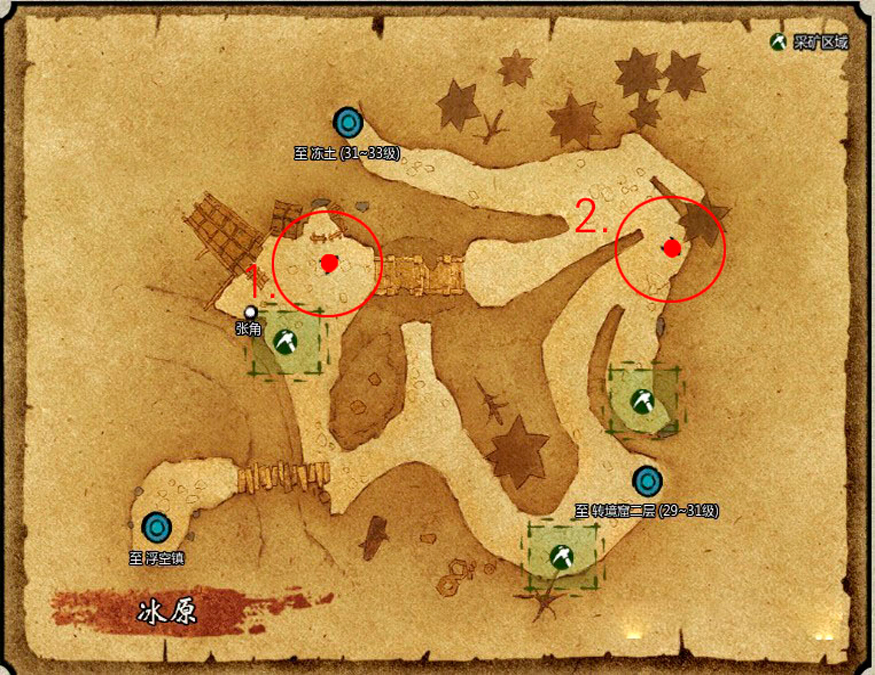 采矿区域
至 冻土 (31~33级)
2.
1.
张角
至 转境窟二层 (29~31级)
至 浮空镇
冰原